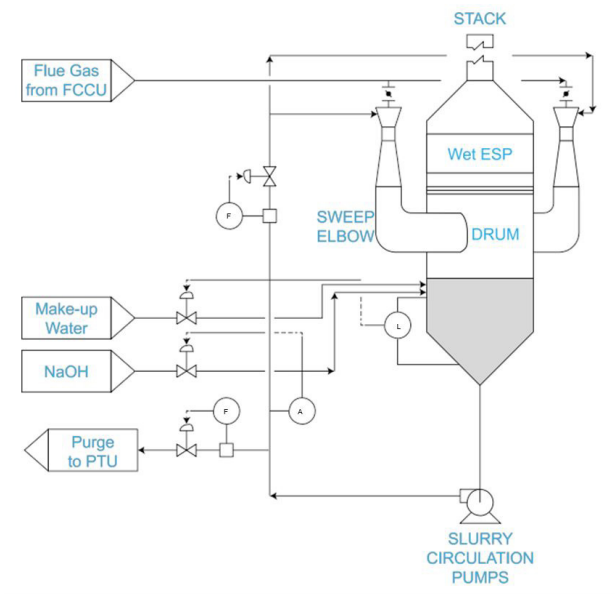 STACK
Flue Gas
from FCCU
Wet ESP
F
SWEEP
ELBOW
DRUM
Make-up
Water
L
NaOH
F
A
Purge
to PTU
SLURRY
CIRCULATION
PUMPS